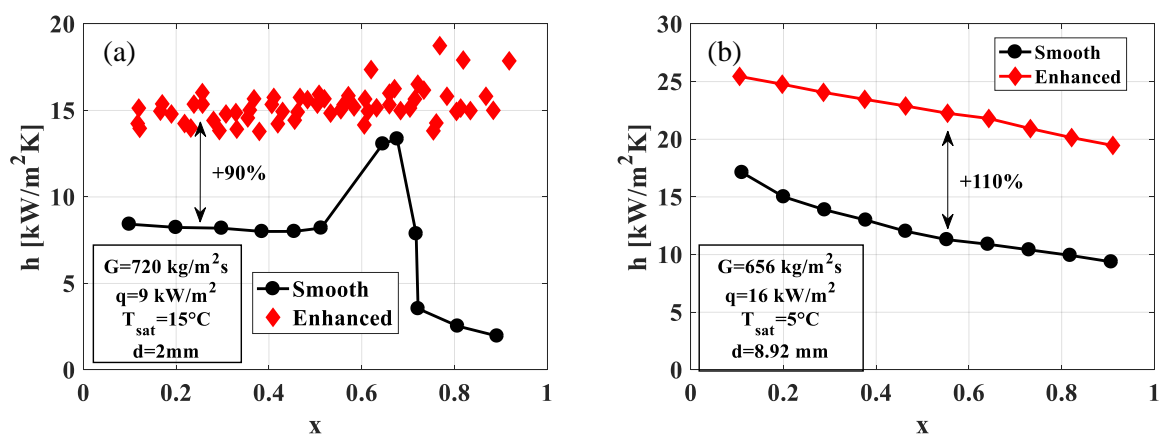 (a)
20
15
10
5
0
h [kW/m²K]
+90%
G=720 kg/m²s
q=9 kW/m²
T_sat=15°C
d=2mm
Smooth
Enhanced
0 0.2 0.4 0.6 0.8 1
x
(b)
30
25
20
15
10
5
0
h [kW/m²K]
Smooth
Enhanced
+110%
G=656 kg/m²s
q=16 kW/m²
T_sat=5°C
d=8.92 mm
0 0.2 0.4 0.6 0.8 1
x